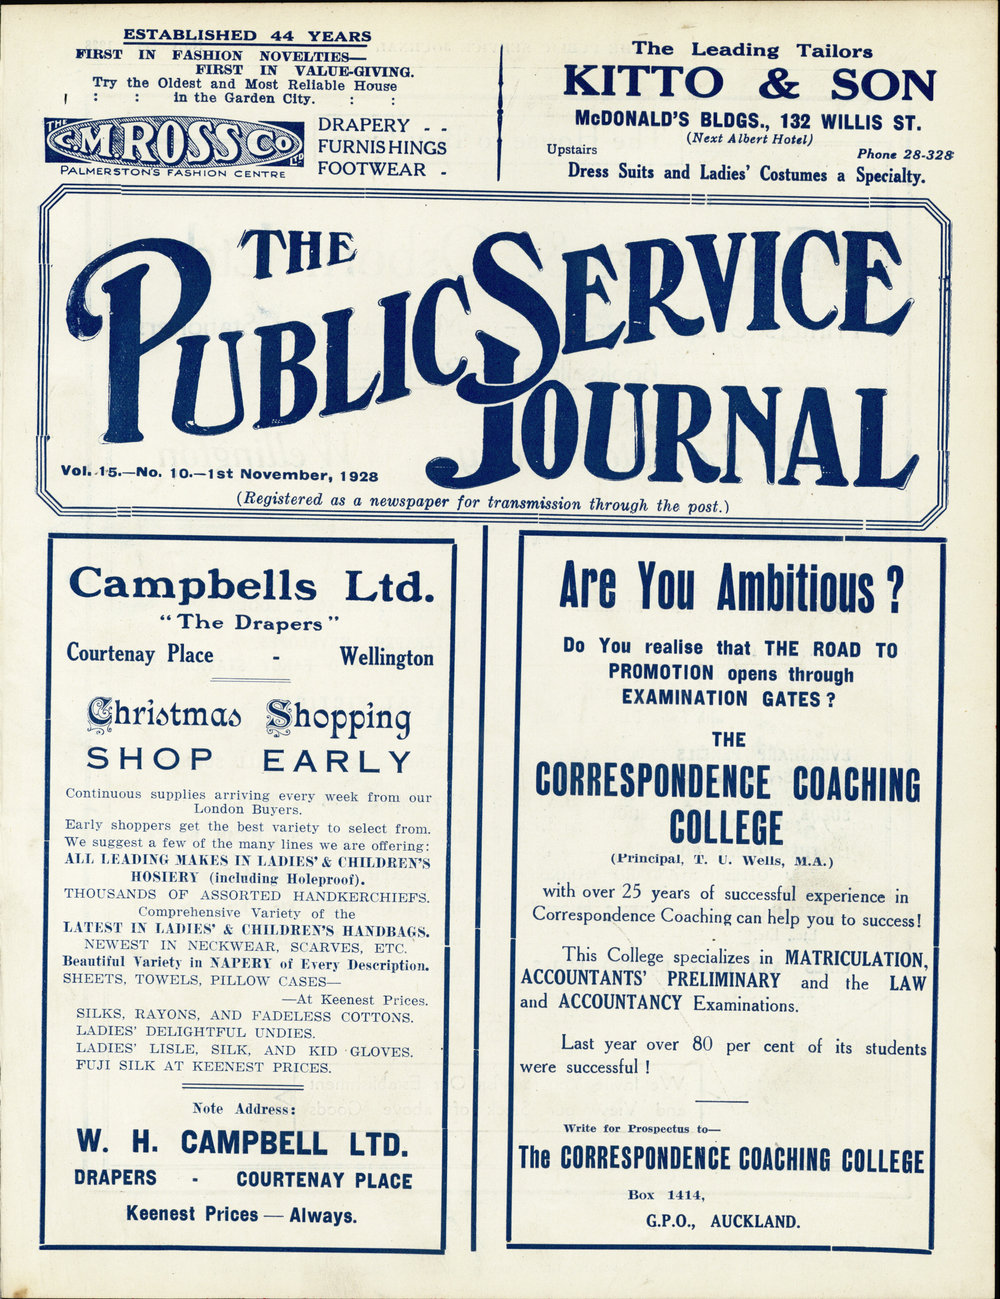 ESTABLISHED 44 YEARS
FIRST IN FASHION NOVELTIES—
FIRST IN VALUE-GIVING.
Try the Oldest and Most Reliable House
: : in the Garden City. : :
THE C.M. ROSS Co LTD
PALMERSTON'S FASHION CENTRE
DRAPERY - -
FURNISHINGS
FOOTWEAR -
The Leading Tailors
KITTO & SON
McDONALD'S BLDGS., 132 WILLIS ST.
(Next Albert Hotel)
Upstairs Phone 28-328
Dress Suits and Ladies' Costumes a Specialty.
THE
PUBLIC SERVICE
JOURNAL
Vol. 15.—No. 10.—1st November, 1928
(Registered as a newspaper for transmission through the post.)
Campbells Ltd.
"The Drapers"
Courtenay Place - Wellington
Christmas Shopping
SHOP EARLY
Continuous supplies arriving every week from our
London Buyers.
Early shoppers get the best variety to select from.
We suggest a few of the many lines we are offering:
ALL LEADING MAKES IN LADIES' & CHILDREN'S
HOSIERY (including Holeproof).
THOUSANDS OF ASSORTED HANDKERCHIEFS.
Comprehensive Variety of the
LATEST IN LADIES' & CHILDREN'S HANDBAGS.
NEWEST IN NECKWEAR, SCARVES, ETC.
Beautiful Variety in NAPERY of Every Description.
SHEETS, TOWELS, PILLOW CASES—
—At Keenest Prices.
SILKS, RAYONS, AND FADELESS COTTONS.
LADIES' DELIGHTFUL UNDIES.
LADIES' LISLE, SILK, AND KID GLOVES.
FUJI SILK AT KEENEST PRICES.
Note Address:
W. H. CAMPBELL LTD.
DRAPERS - COURTENAY PLACE
Keenest Prices — Always.
Are You Ambitious?
Do You realise that THE ROAD TO
PROMOTION opens through
EXAMINATION GATES?
THE
CORRESPONDENCE COACHING
COLLEGE
(Principal, T. U. Wells, M.A.)
with over 25 years of successful experience in
Correspondence Coaching can help you to success!
This College specializes in MATRICULATION,
ACCOUNTANTS' PRELIMINARY and the LAW
and ACCOUNTANCY Examinations.
Last year over 80 per cent of its students
were successful!
Write for Prospectus to—
The CORRESPONDENCE COACHING COLLEGE
Box 1414,
G.P.O., AUCKLAND.